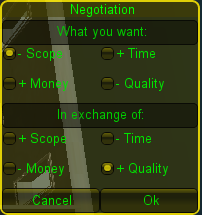 Negotiation
What you want:
- Scope + Time
+ Money - Quality
In exchange of:
+ Scope - Time
- Money + Quality
Cancel Ok